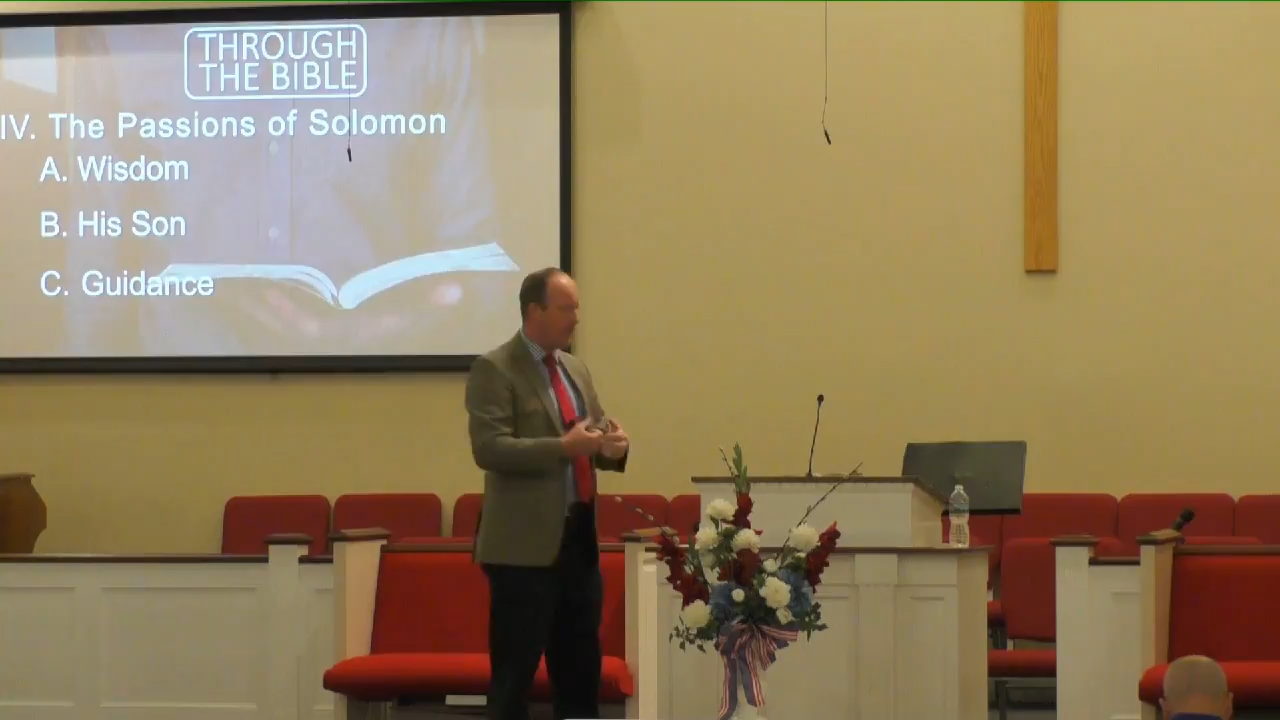 THROUGH
THE BIBLE
IV. The Passions of Solomon
A. Wisdom
B. His Son
C. Guidance